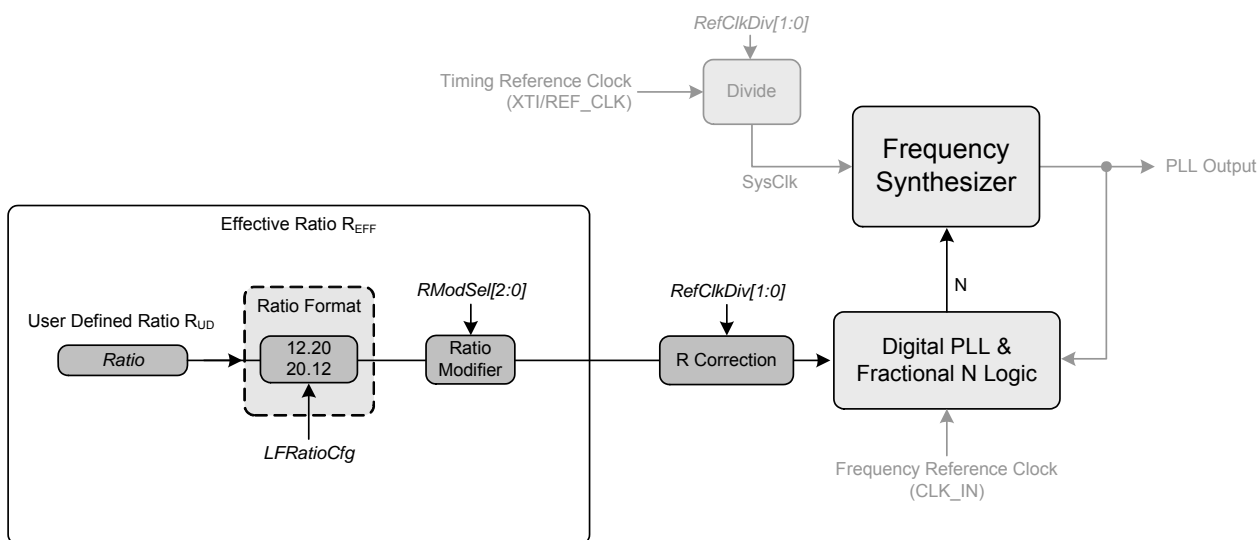 RefClkDiv[1:0]
Timing Reference Clock
(XTI/REF_CLK)
Divide
SysClk
Frequency
Synthesizer
PLL Output
Effective Ratio REFF
User Defined Ratio RUD
Ratio
Ratio Format
12.20
20.12
LFRatioCfg
RModSel[2:0]
Ratio
Modifier
RefClkDiv[1:0]
R Correction
N
Digital PLL &
Fractional N Logic
Frequency Reference Clock
(CLK_IN)